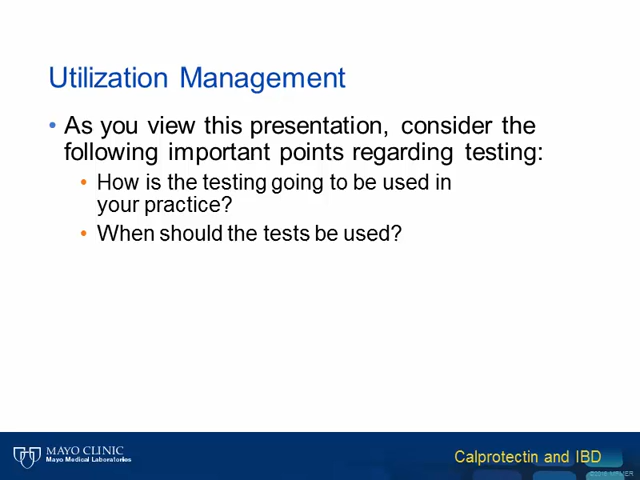 Utilization Management
• As you view this presentation, consider the
following important points regarding testing:
• How is the testing going to be used in
your practice?
• When should the tests be used?
MAYO CLINIC
Mayo Medical Laboratories
Calprotectin and IBD